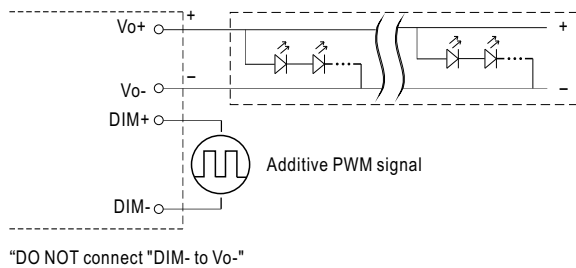 Vo+
+
+
Vo-
−
−
DIM+
Additive PWM signal
DIM-
“DO NOT connect "DIM- to Vo-"